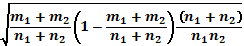 √((m₁ + m₂)/(n₁ + n₂) (1 − (m₁ + m₂)/(n₁ + n₂)) (n₁ + n₂)/(n₁n₂))